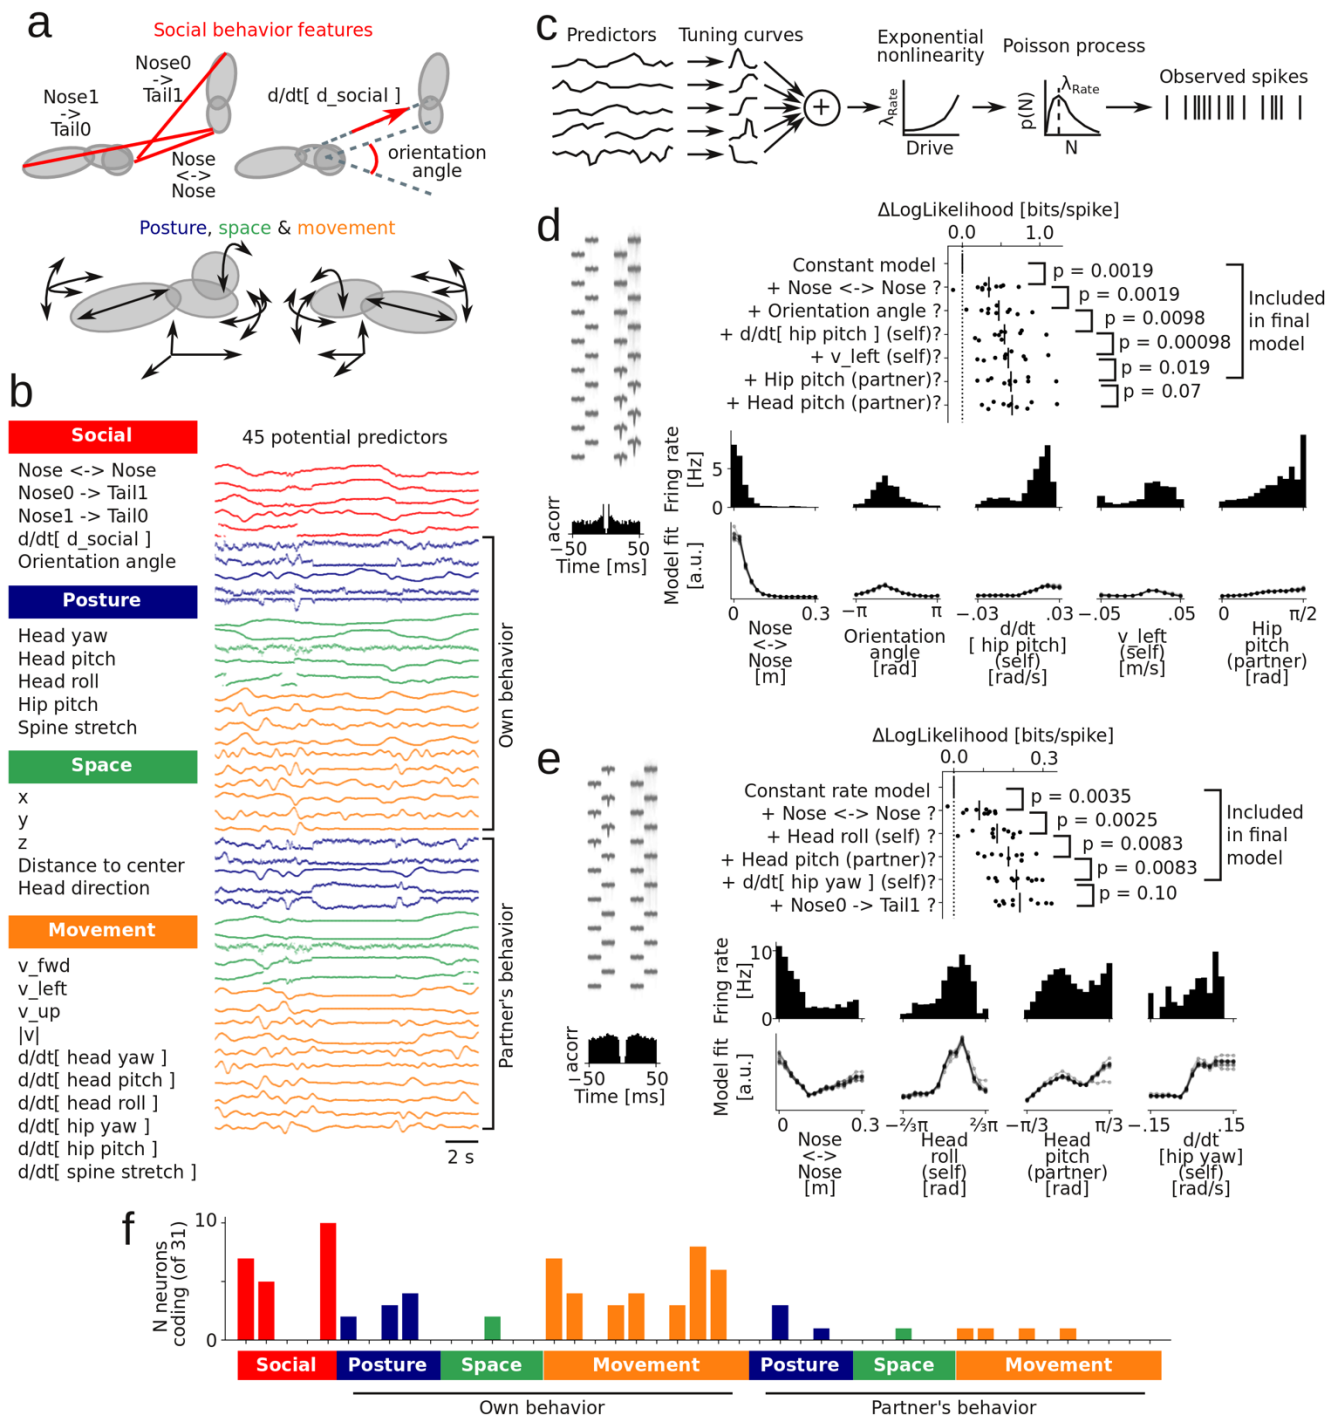 a
Social behavior features
Nose0
->
Tail1
Nose1
->
Tail0
Nose
<->
Nose
d/dt[ d_social ]
orientation
angle
Posture, space & movement
b
Social
Nose <-> Nose
Nose0 -> Tail1
Nose1 -> Tail0
d/dt[ d_social ]
Orientation angle
Posture
Head yaw
Head pitch
Head roll
Hip pitch
Spine stretch
Space
x
y
z
Distance to center
Head direction
Movement
v_fwd
v_left
v_up
|v|
d/dt[ head yaw ]
d/dt[ head pitch ]
d/dt[ head roll ]
d/dt[ hip yaw ]
d/dt[ hip pitch ]
d/dt[ spine stretch ]
45 potential predictors
Own behavior
Partner's behavior
2 s
c
Predictors
Tuning curves
Exponential
nonlinearity
Poisson process
Observed spikes
+
λRate
Drive
p(N)
λRate
N
d
acorr
−50 50
Time [ms]
ΔLogLikelihood [bits/spike]
0.0 1.0
Constant model
+ Nose <-> Nose ?
+ Orientation angle ?
+ d/dt[ hip pitch ] (self)?
+ v_left (self)?
+ Hip pitch (partner)?
+ Head pitch (partner)?
p = 0.0019
p = 0.0019
p = 0.0098
p = 0.00098
p = 0.019
p = 0.07
Included
in final
model
Firing rate
[Hz]
5
0
Model fit
[a.u.]
0 0.3
Nose
<->
Nose
[m]
−π π
Orientation
angle
[rad]
−.03 .03
d/dt
[ hip pitch]
(self)
[rad/s]
−.05 .05
v_left
(self)
[m/s]
0 π/2
Hip
pitch
(partner)
[rad]
e
acorr
−50 50
Time [ms]
ΔLogLikelihood [bits/spike]
0.0 0.3
Constant rate model
+ Nose <-> Nose ?
+ Head roll (self) ?
+ Head pitch (partner)?
+ d/dt[ hip yaw ] (self)?
+ Nose0 -> Tail1 ?
p = 0.0035
p = 0.0025
p = 0.0083
p = 0.0083
p = 0.10
Included
in final
model
Firing rate
[Hz]
10
0
Model fit
[a.u.]
0 0.3
Nose
<->
Nose
[m]
−⅔π ⅔π
Head
roll
(self)
[rad]
−π/3 π/3
Head
pitch
(partner)
[rad]
−.15 .15
d/dt
[hip yaw]
(self)
[rad/s]
f
N neurons
coding (of 31)
10
0
Social Posture Space Movement Posture Space Movement
Own behavior
Partner's behavior